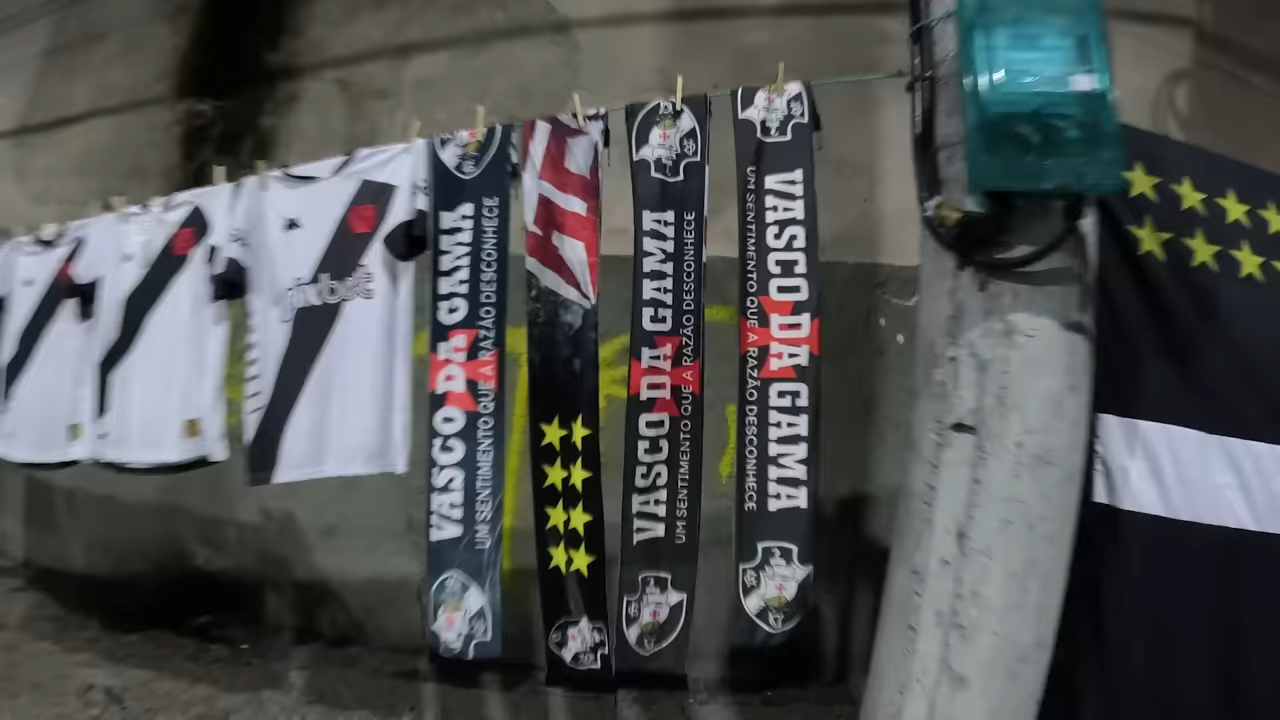 pixbet
VASCO DA GAMA
UM SENTIMENTO QUE A RAZÃO DESCONHECE
VASCO DA GAMA
UM SENTIMENTO QUE A RAZÃO DESCONHECE
VASCO DA GAMA
UM SENTIMENTO QUE A RAZÃO DESCONHECE